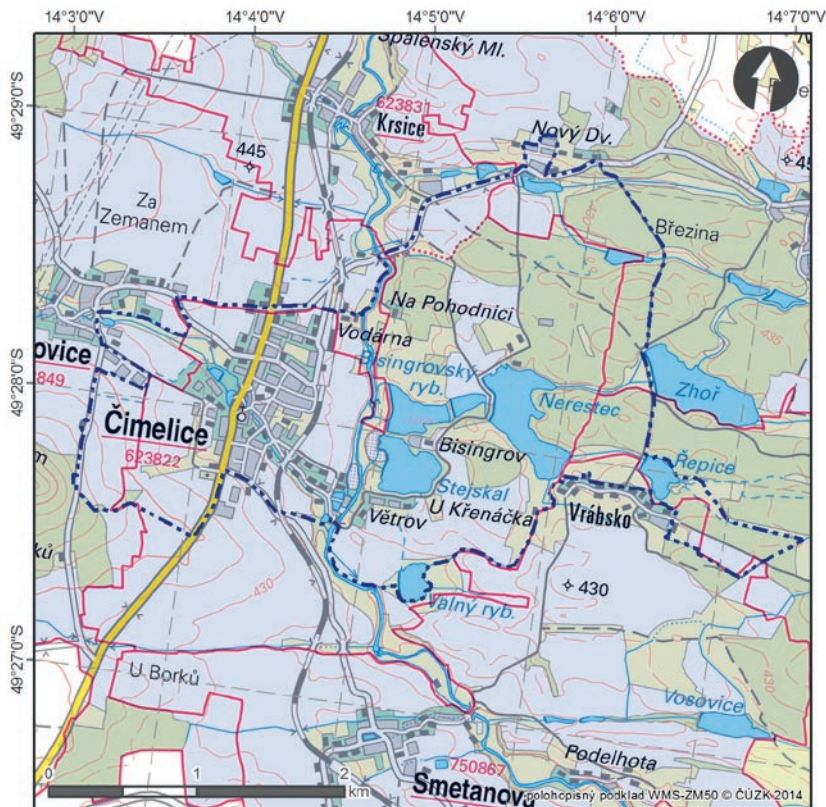 14°3'0"V 14°4'0"V 14°5'0"V 14°6'0"V 14°7'0"V
49°29'0"S
49°28'0"S
49°27'0"S
Spálenský Ml.
623831
Krsice
Nový Dv.
445
Za
Zemanem
Březina
430
Na Pohodnici
435
Vodárna
ovice
849
Bisingrovský
ryb.
Nerestec
Zhoř
Čimelice
623822
Bisingrov
Řepice
Stejskal
U Křenáčka
Vrábsko
Větrov
430
Valný ryb.
430
U Borků
Vosovice
430
Podelhota
750867
Smetanov
0 1 2
km
polohopisný podklad WMS-ZM50 © ČÚZK 2014